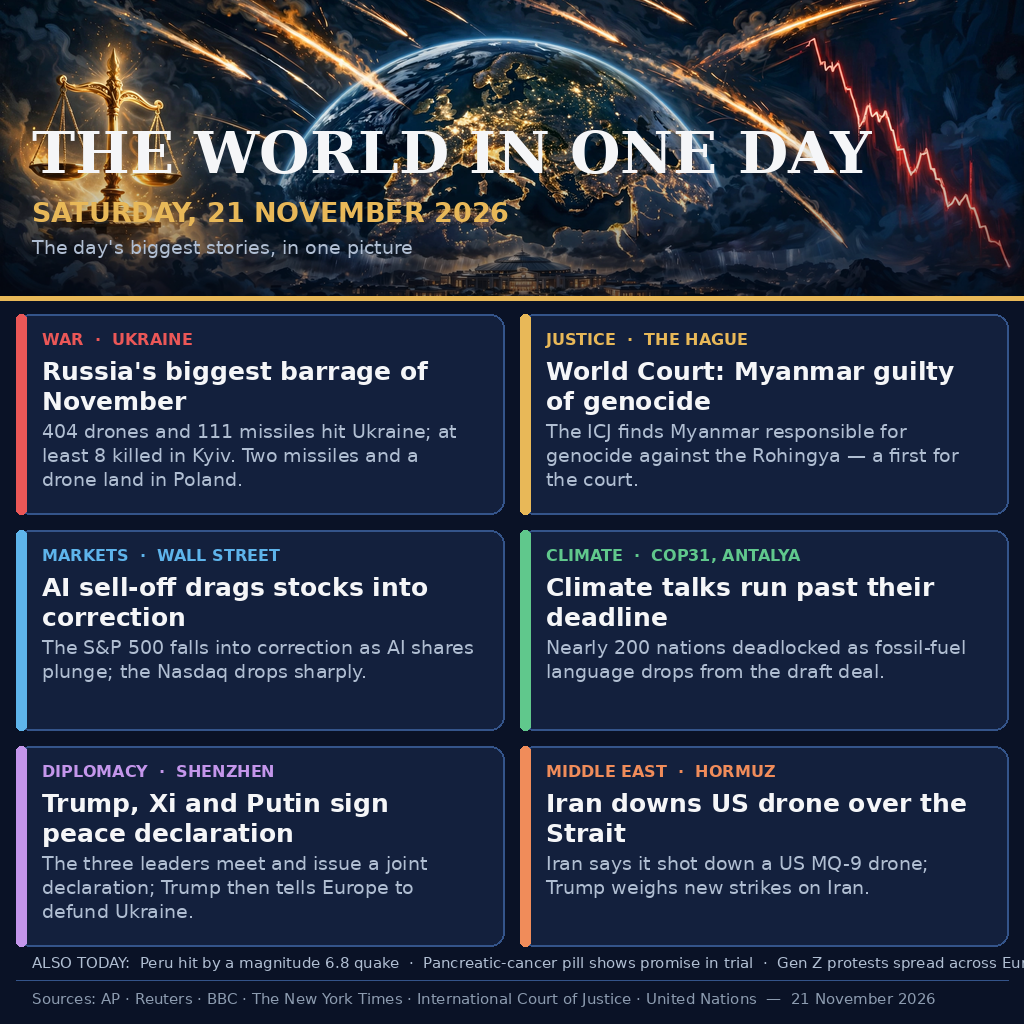 THE WORLD IN ONE DAY
SATURDAY, 21 NOVEMBER 2026
The day's biggest stories, in one picture
WAR · UKRAINE
Russia's biggest barrage of
November
404 drones and 111 missiles hit Ukraine; at
least 8 killed in Kyiv. Two missiles and a
drone land in Poland.
JUSTICE · THE HAGUE
World Court: Myanmar guilty
of genocide
The ICJ finds Myanmar responsible for
genocide against the Rohingya — a first for
the court.
MARKETS · WALL STREET
AI sell-off drags stocks into
correction
The S&P 500 falls into correction as AI shares
plunge; the Nasdaq drops sharply.
CLIMATE · COP31, ANTALYA
Climate talks run past their
deadline
Nearly 200 nations deadlocked as fossil-fuel
language drops from the draft deal.
DIPLOMACY · SHENZHEN
Trump, Xi and Putin sign
peace declaration
The three leaders meet and issue a joint
declaration; Trump then tells Europe to
defund Ukraine.
MIDDLE EAST · HORMUZ
Iran downs US drone over the
Strait
Iran says it shot down a US MQ-9 drone;
Trump weighs new strikes on Iran.
ALSO TODAY: Peru hit by a magnitude 6.8 quake · Pancreatic-cancer pill shows promise in trial · Gen Z protests spread across
Sources: AP · Reuters · BBC · The New York Times · International Court of Justice · United Nations — 21 November 2026